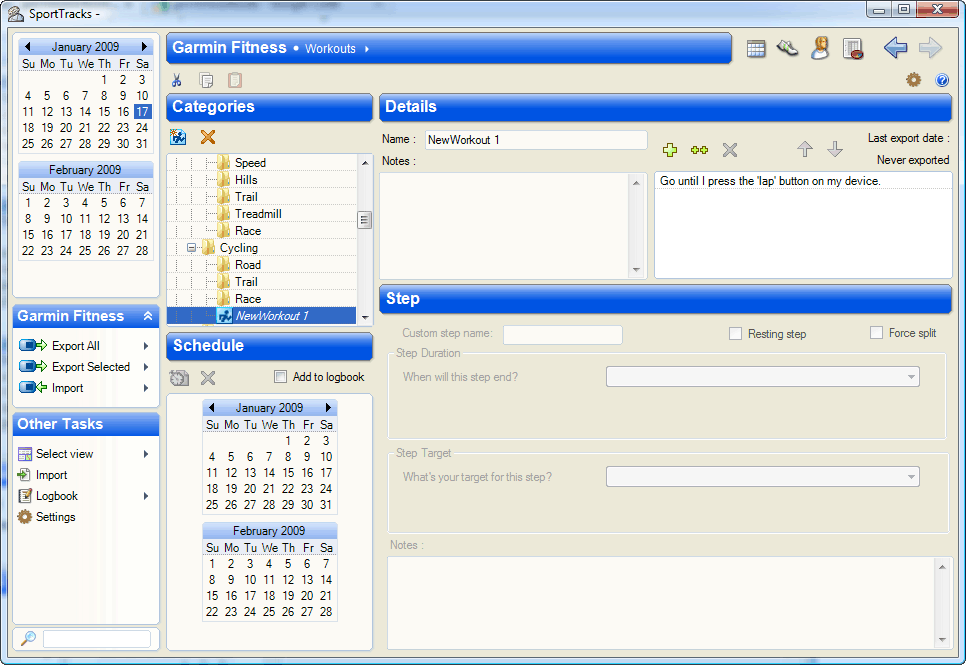 SportTracks -
January 2009
Su Mo Tu We Th Fr Sa
1 2 3
4 5 6 7 8 9 10
11 12 13 14 15 16 17
18 19 20 21 22 23 24
25 26 27 28 29 30 31
February 2009
Su Mo Tu We Th Fr Sa
1 2 3 4 5 6 7
8 9 10 11 12 13 14
15 16 17 18 19 20 21
22 23 24 25 26 27 28
Garmin Fitness
Export All
Export Selected
Import
Other Tasks
Select view
Import
Logbook
Settings
Garmin Fitness • Workouts
Categories
Speed
Hills
Trail
Treadmill
Race
Cycling
Road
Trail
Race
NewWorkout 1
Schedule
Add to logbook
January 2009
Su Mo Tu We Th Fr Sa
1 2 3
4 5 6 7 8 9 10
11 12 13 14 15 16 17
18 19 20 21 22 23 24
25 26 27 28 29 30 31
February 2009
Su Mo Tu We Th Fr Sa
1 2 3 4 5 6 7
8 9 10 11 12 13 14
15 16 17 18 19 20 21
22 23 24 25 26 27 28
Details
Name : NewWorkout 1
Notes :
Last export date :
Never exported
Go until I press the 'lap' button on my device.
Step
Custom step name:
Resting step
Force split
Step Duration
When will this step end?
Step Target
What's your target for this step?
Notes :